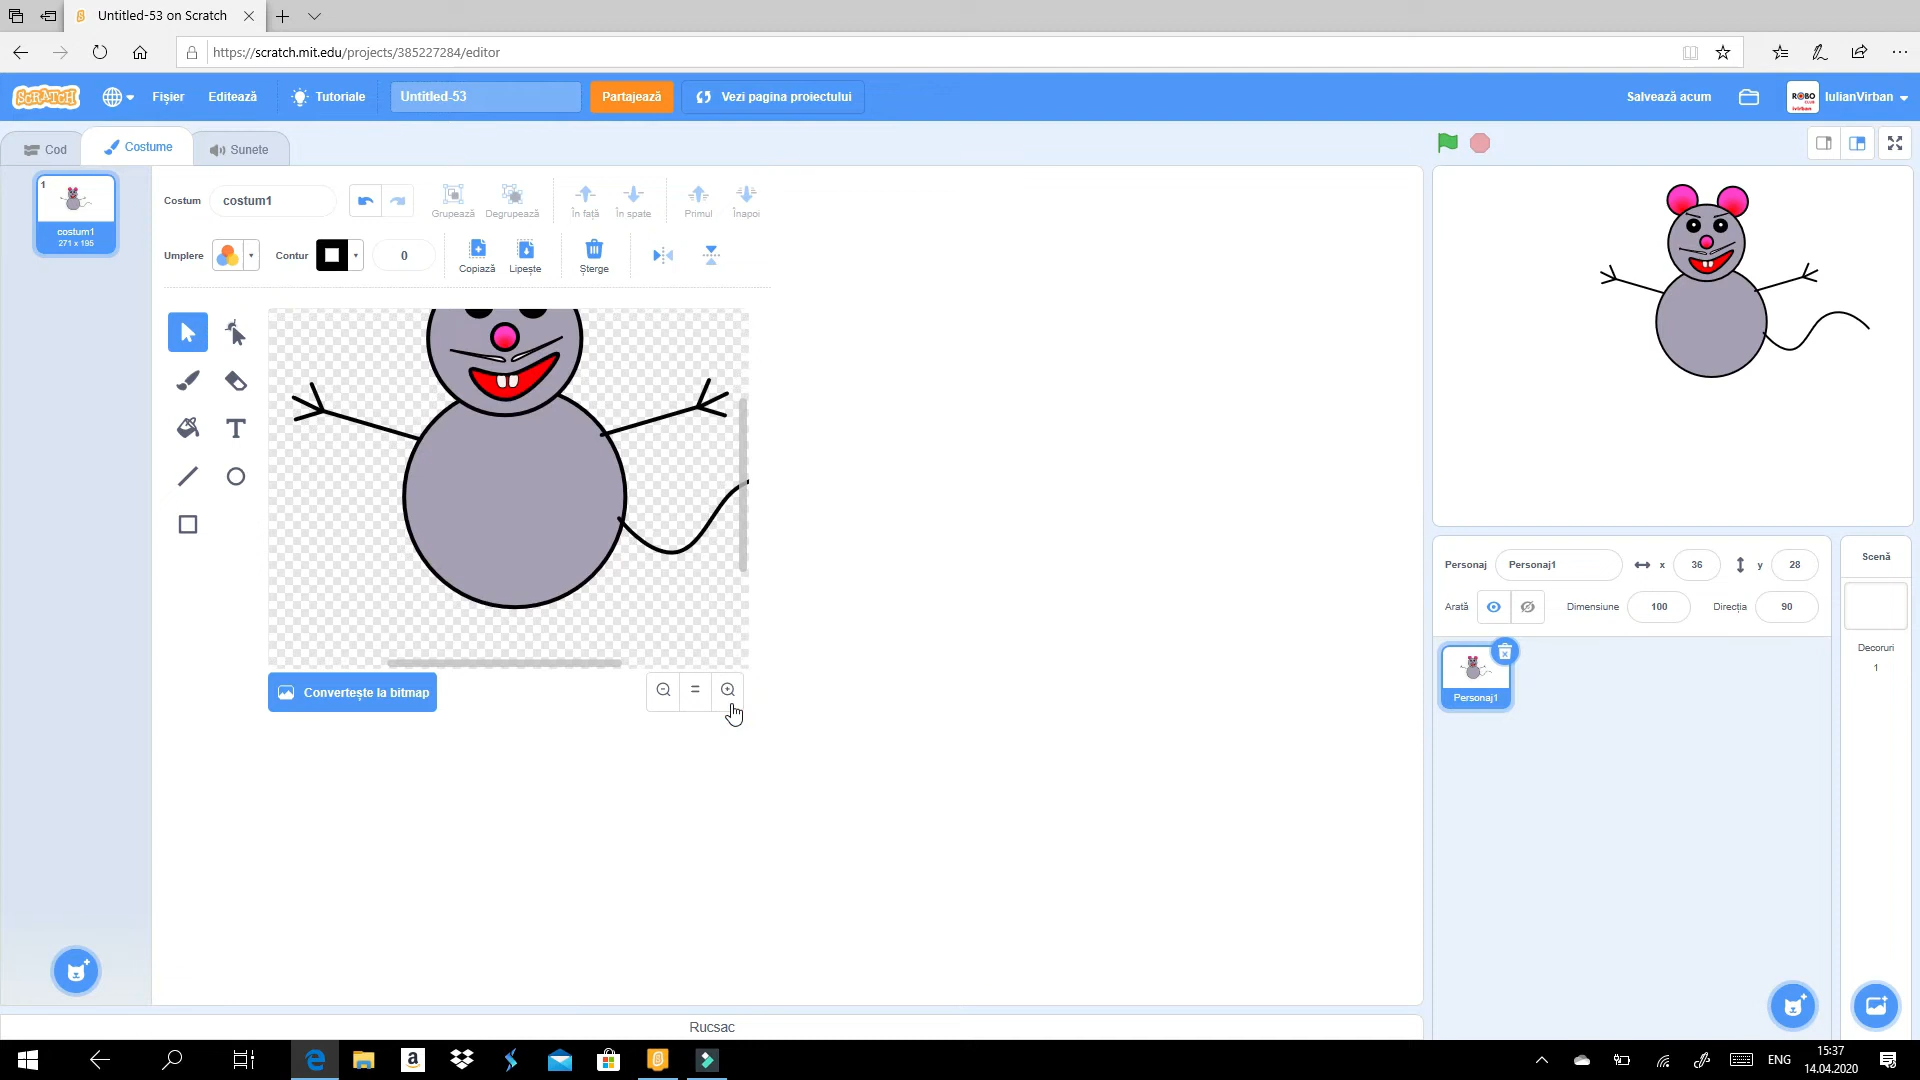 Untitled-53 on Scratch
https://scratch.mit.edu/projects/385227284/editor
SCRATCH
Fișier
Editează
Tutoriale
Untitled-53
Partajează
Vezi pagina proiectului
Salvează acum
ROBO
IulianVirban
Cod
Costume
Sunete
1
costum1
271 x 195
Costum
costum1
Grupează
Degrupează
În față
În spate
Primul
Înapoi
Umplere
Contur
0
Copiază
Lipește
Șterge
Convertește la bitmap
Personaj
Personaj1
x
36
y
28
Arată
Dimensiune
100
Direcția
90
Personaj1
Scenă
Decoruri
1
Rucsac
ENG
15:37
14.04.2020